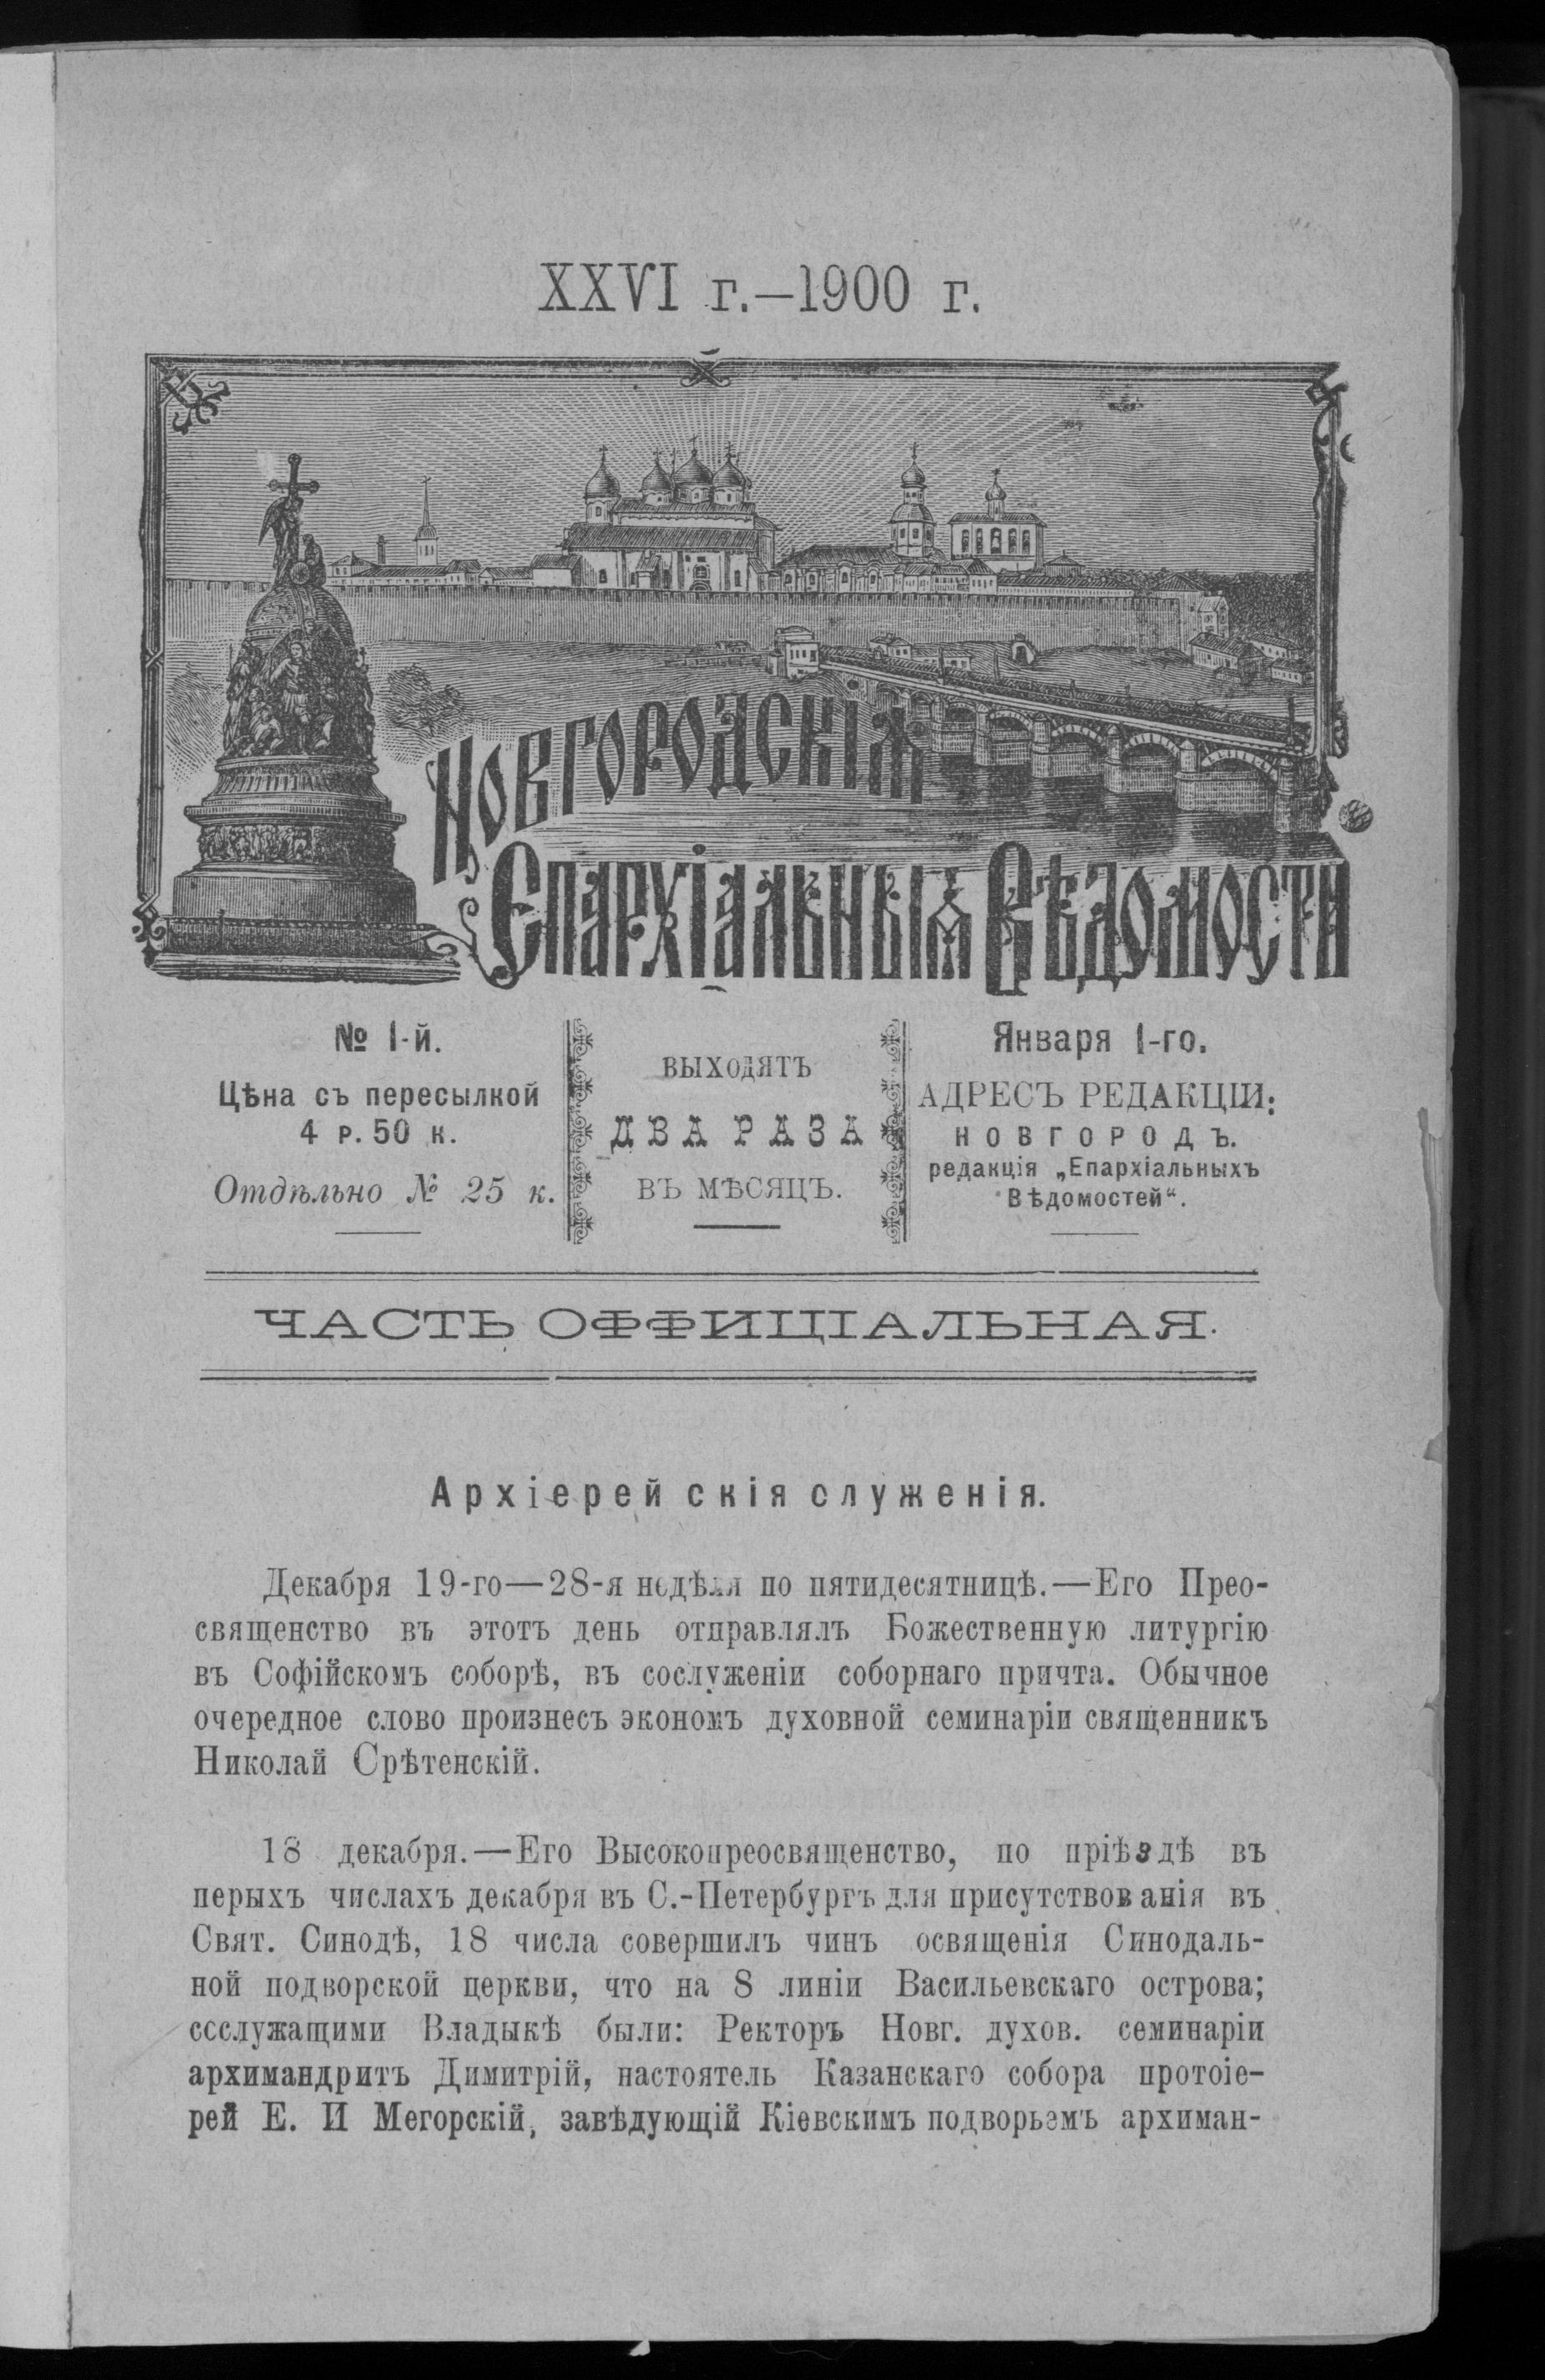 XXVI г.—1900 г.
Новгородскія
Епархіальныя Вѣдомости
№ I-й.
Цѣна съ пересылкой
4 р. 50 к.
Отдѣльно № 25 к.
ВЫХОДЯТЪ
ДВА РАЗА
ВЪ МѢСЯЦЪ.
Января I-го.
АДРЕСЪ РЕДАКЦІИ:
НОВГОРОДЪ.
редакція „Епархіальныхъ
Вѣдомостей“.
ЧАСТЬ ОФФИЦІАЛЬНАЯ.
Архіерейскія служенія.
Декабря 19-го—28-я недѣля по пятидесятницѣ.—Его Прео-
священство въ этотъ день отправлялъ Божественную литургію
въ Софійскомъ соборѣ, въ сослуженіи соборнаго причта. Обычное
очередное слово произнесъ экономъ духовной семинаріи священникъ
Николай Срѣтенскій.
18 декабря.—Его Высокопреосвященство, по пріѣздѣ въ
перыхъ числахъ декабря въ С.-Петербургъ для присутствованія въ
Свят. Синодѣ, 18 числа совершилъ чинъ освященія Синодаль-
ной подворской церкви, что на 8 линіи Васильевскаго острова;
сослужащими Владыкѣ были: Ректоръ Новг. духов. семинаріи
архимандритъ Димитрій, настоятель Казанскаго собора протоіе-
рей Е. И Мегорскій, завѣдующій Кіевскимъ подворьемъ архиман-